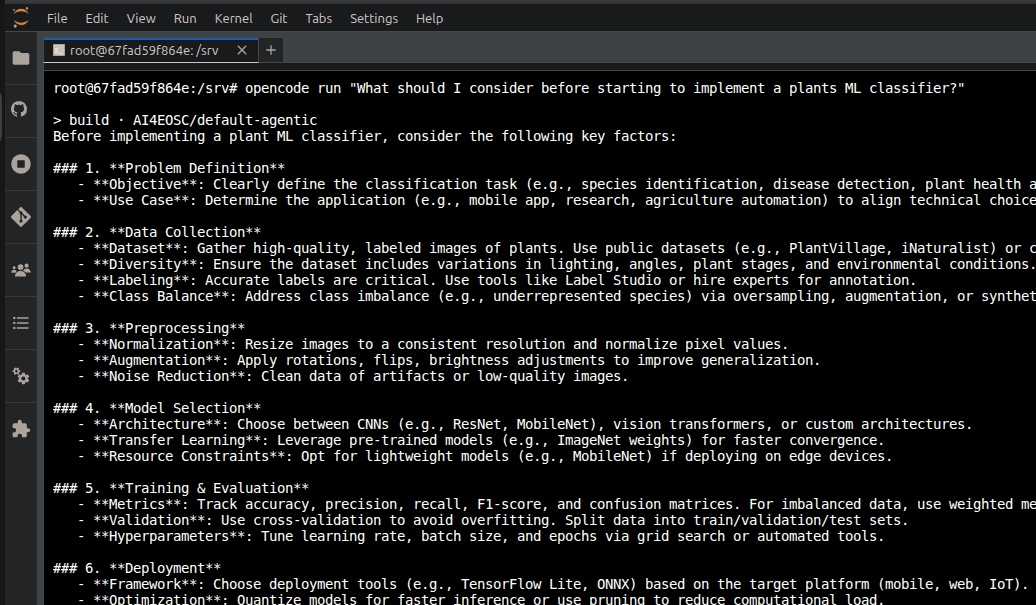 File Edit View Run Kernel Git Tabs Settings Help
root@67fad59f864e: /srv
root@67fad59f864e:/srv# opencode run "What should I consider before starting to implement a plants ML classifier?"
> build · AI4EOSC/default-agentic
Before implementing a plant ML classifier, consider the following key factors:
### 1. **Problem Definition**
- **Objective**: Clearly define the classification task (e.g., species identification, disease detection, plant health a
- **Use Case**: Determine the application (e.g., mobile app, research, agriculture automation) to align technical choice
### 2. **Data Collection**
- **Dataset**: Gather high-quality, labeled images of plants. Use public datasets (e.g., PlantVillage, iNaturalist) or c
- **Diversity**: Ensure the dataset includes variations in lighting, angles, plant stages, and environmental conditions.
- **Labeling**: Accurate labels are critical. Use tools like Label Studio or hire experts for annotation.
- **Class Balance**: Address class imbalance (e.g., underrepresented species) via oversampling, augmentation, or synthet
### 3. **Preprocessing**
- **Normalization**: Resize images to a consistent resolution and normalize pixel values.
- **Augmentation**: Apply rotations, flips, brightness adjustments to improve generalization.
- **Noise Reduction**: Clean data of artifacts or low-quality images.
### 4. **Model Selection**
- **Architecture**: Choose between CNNs (e.g., ResNet, MobileNet), vision transformers, or custom architectures.
- **Transfer Learning**: Leverage pre-trained models (e.g., ImageNet weights) for faster convergence.
- **Resource Constraints**: Opt for lightweight models (e.g., MobileNet) if deploying on edge devices.
### 5. **Training & Evaluation**
- **Metrics**: Track accuracy, precision, recall, F1-score, and confusion matrices. For imbalanced data, use weighted me
- **Validation**: Use cross-validation to avoid overfitting. Split data into train/validation/test sets.
- **Hyperparameters**: Tune learning rate, batch size, and epochs via grid search or automated tools.
### 6. **Deployment**
- **Framework**: Choose deployment tools (e.g., TensorFlow Lite, ONNX) based on the target platform (mobile, web, IoT).
- **Optimization**: Quantize models for faster inference or use pruning to reduce computational load.